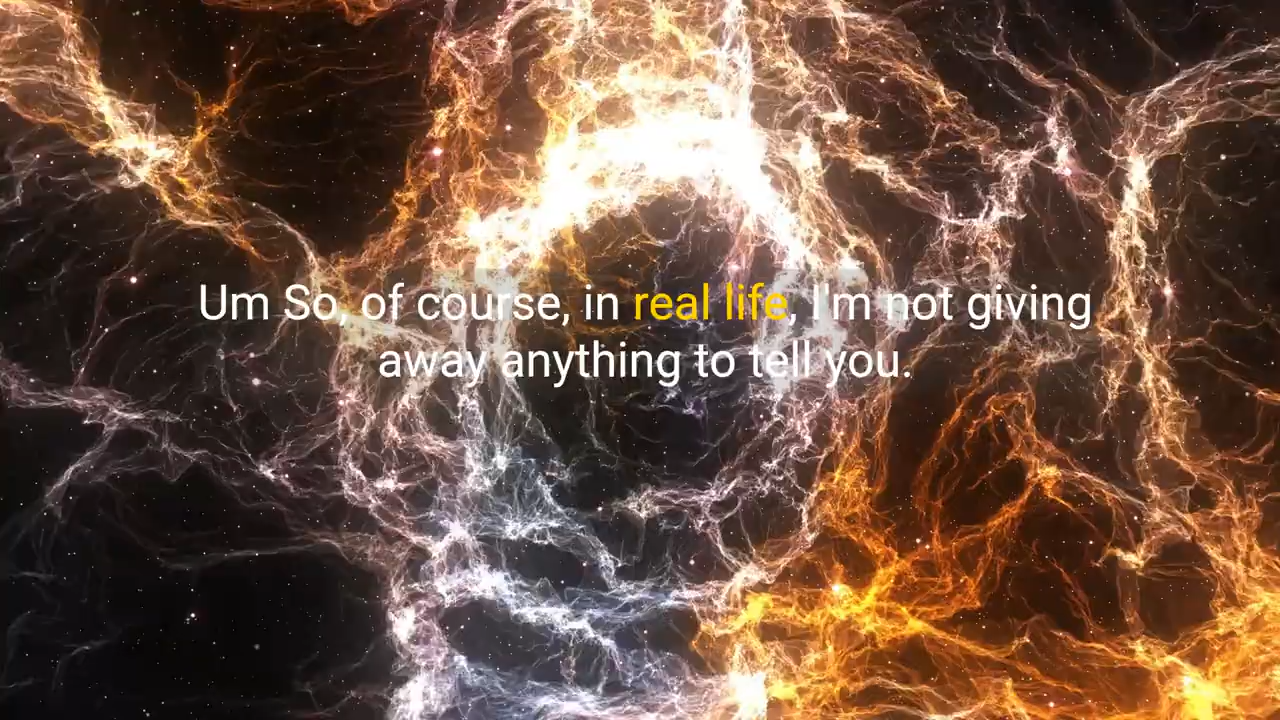 Um So, of course, in real life, I'm not giving
away anything to tell you.